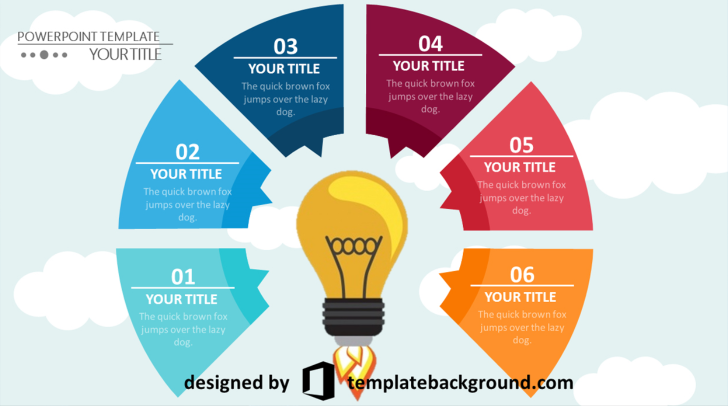 POWERPOINT TEMPLATE
YOUR TITLE
01
YOUR TITLE
The quick brown fox
jumps over the lazy
dog.
02
YOUR TITLE
The quick brown fox
jumps over the lazy
dog.
03
YOUR TITLE
The quick brown fox
jumps over the lazy
dog.
04
YOUR TITLE
The quick brown fox
jumps over the lazy
dog.
05
YOUR TITLE
The quick brown fox
jumps over the lazy
dog.
06
YOUR TITLE
The quick brown fox
jumps over the lazy
dog.
designed by templatebackground.com